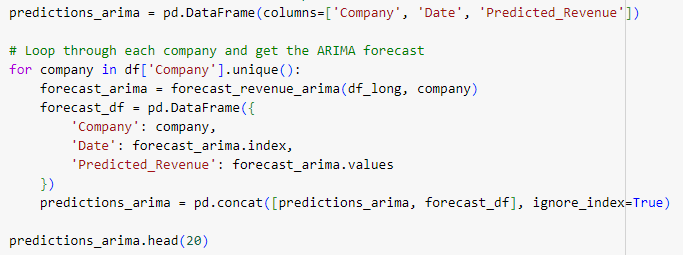 predictions_arima = pd.DataFrame(columns=['Company', 'Date', 'Predicted_Revenue'])

# Loop through each company and get the ARIMA forecast
for company in df['Company'].unique():
    forecast_arima = forecast_revenue_arima(df_long, company)
    forecast_df = pd.DataFrame({
        'Company': company,
        'Date': forecast_arima.index,
        'Predicted_Revenue': forecast_arima.values
    })
    predictions_arima = pd.concat([predictions_arima, forecast_df], ignore_index=True)

predictions_arima.head(20)